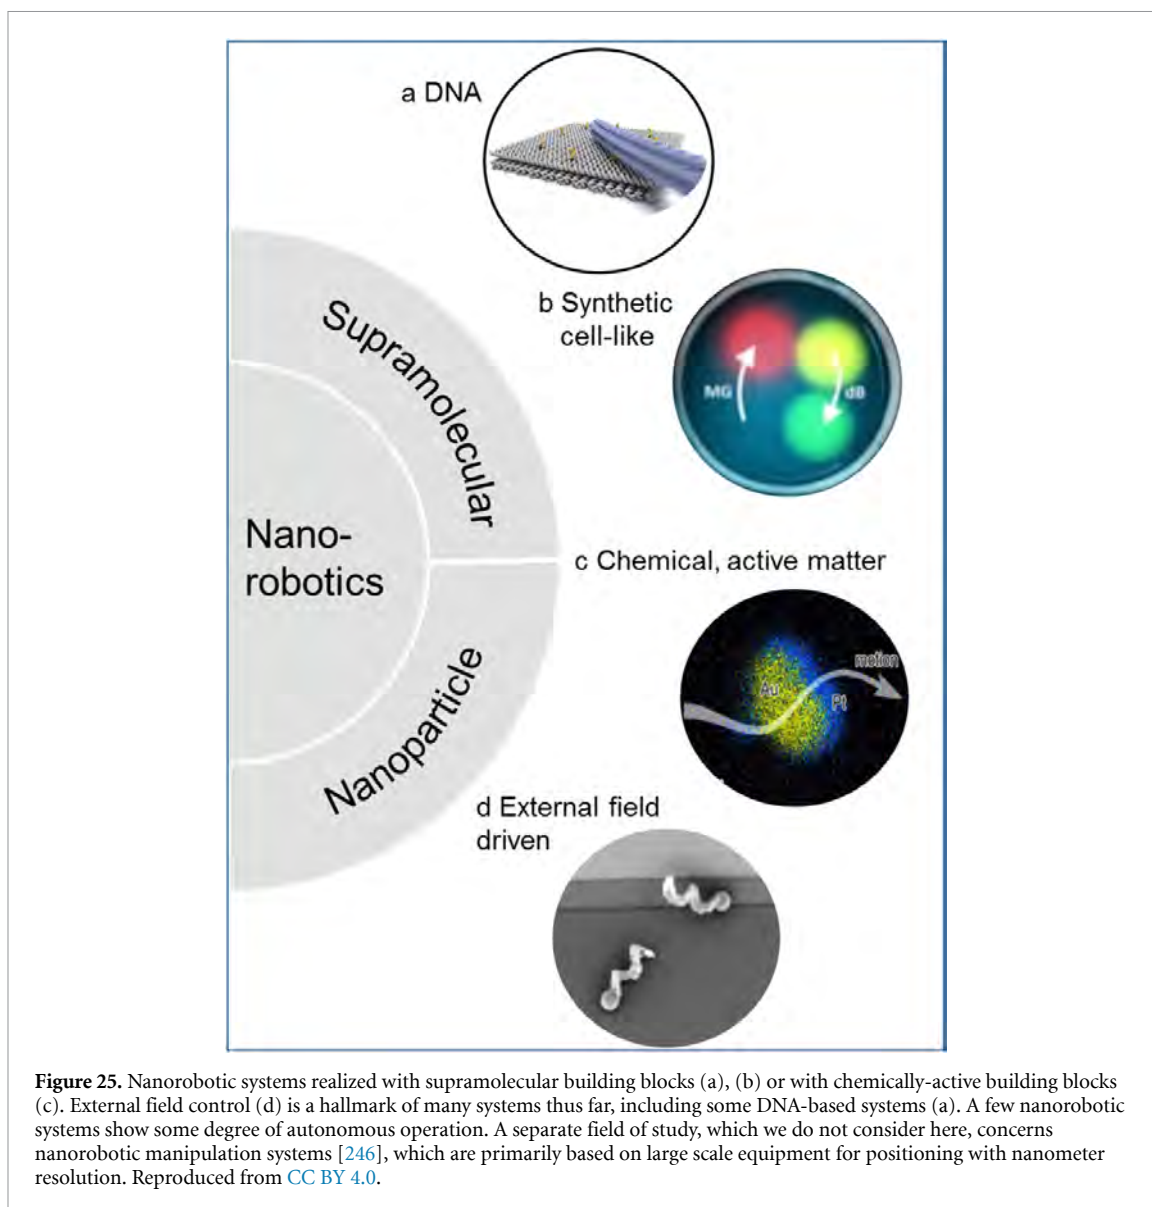 a DNA
b Synthetic
cell-like
MG
dB
Supramolecular
Nano-
robotics
c Chemical, active matter
motion
Au
Pt
Nanoparticle
d External field
driven
Figure 25. Nanorobotic systems realized with supramolecular building blocks (a), (b) or with chemically-active building blocks
(c). External field control (d) is a hallmark of many systems thus far, including some DNA-based systems (a). A few nanorobotic
systems show some degree of autonomous operation. A separate field of study, which we do not consider here, concerns
nanorobotic manipulation systems [246], which are primarily based on large scale equipment for positioning with nanometer
resolution. Reproduced from CC BY 4.0.